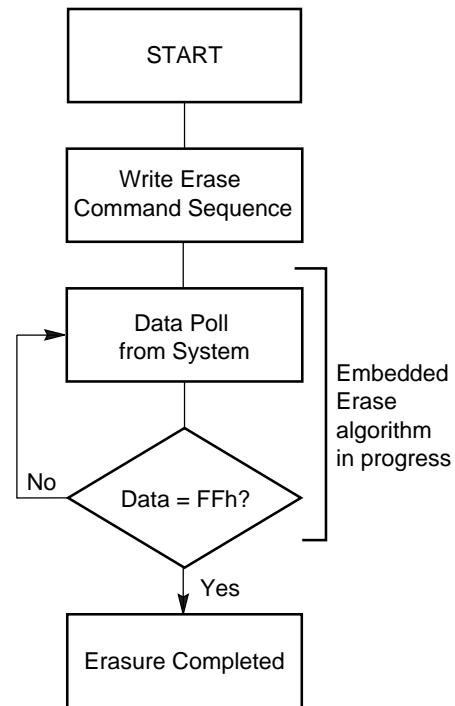 START
Write Erase
Command Sequence
Data Poll
from System
Embedded
Erase
algorithm
in progress
No
Data = FFh?
Yes
Erasure Completed